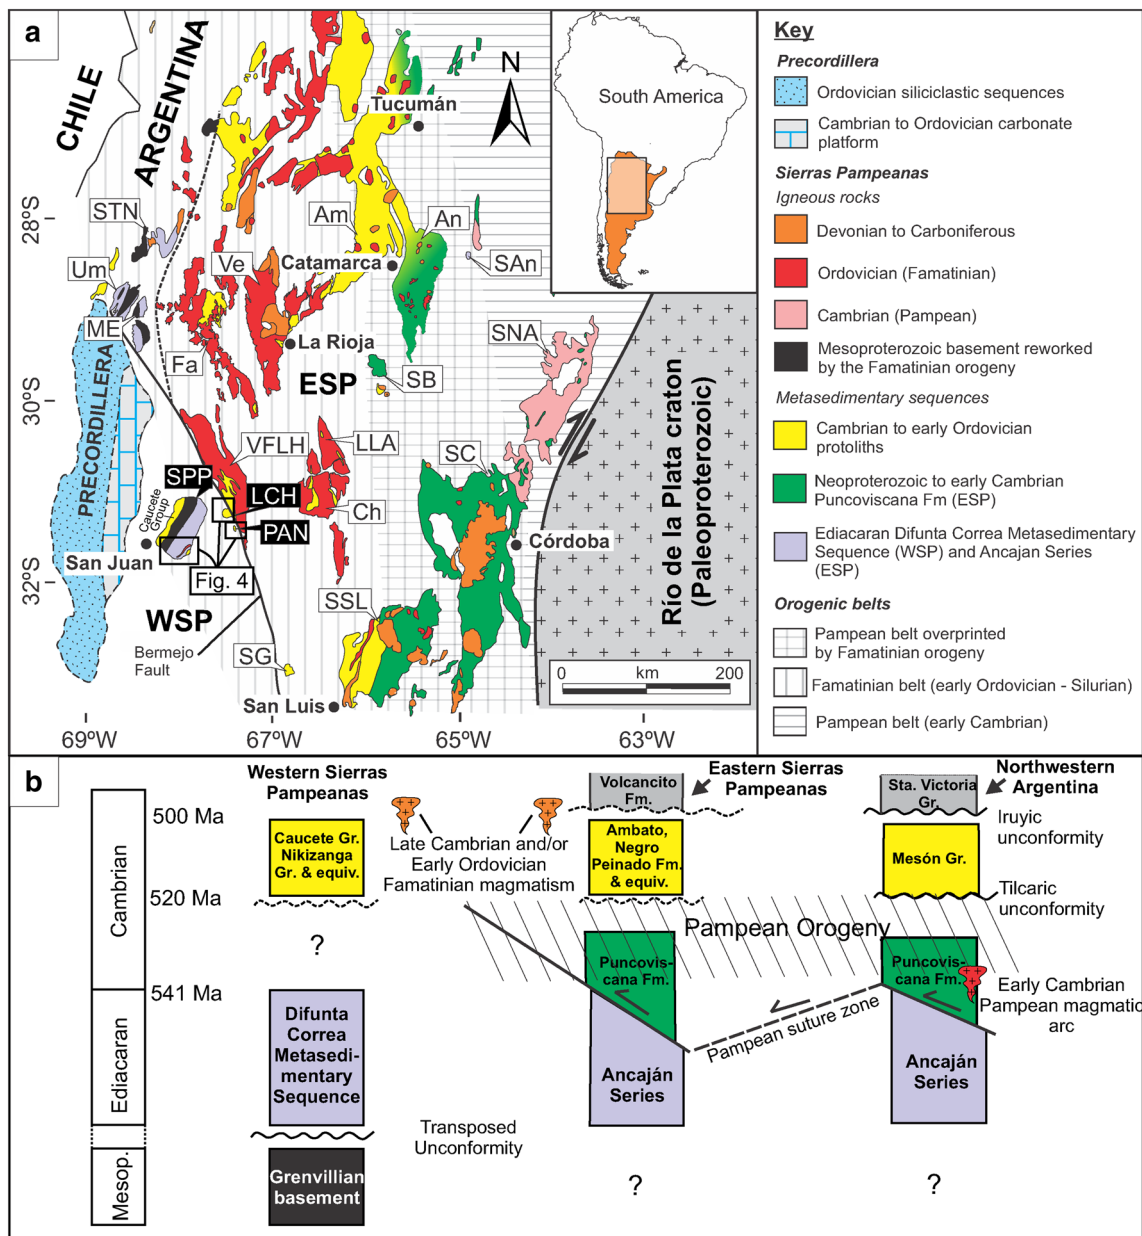 a
CHILE
ARGENTINA
N
Tucumán
South America
28ºS
STN
Am
An
Um
Ve
Catamarca
SAn
ME
La Rioja
SNA
Fa
ESP
SB
30ºS
PRECORDILLERA
VFLH
LLA
SC
SPP
LCH
Caucete
Group
Ch
PAN
San Juan
Córdoba
Fig. 4
32ºS
WSP
SSL
Bermejo
Fault
SG
San Luis
Río de la Plata craton
(Paleoproterozoic)
0 km 200
69ºW 67ºW 65ºW 63ºW
Key
Precordillera
Ordovician siliciclastic sequences
Cambrian to Ordovician carbonate
platform
Sierras Pampeanas
Igneous rocks
Devonian to Carboniferous
Ordovician (Famatinian)
Cambrian (Pampean)
Mesoproterozoic basement reworked
by the Famatinian orogeny
Metasedimentary sequences
Cambrian to early Ordovician
protoliths
Neoproterozoic to early Cambrian
Puncoviscana Fm (ESP)
Ediacaran Difunta Correa Metasedimentary
Sequence (WSP) and Ancajan Series
(ESP)
Orogenic belts
Pampean belt overprinted
by Famatinian orogeny
Famatinian belt (early Ordovician - Silurian)
Pampean belt (early Cambrian)
b
Western Sierras
Pampeanas
Volcancito
Fm.
Eastern Sierras
Pampeanas
Sta. Victoria
Gr.
Northwestern
Argentina
500 Ma
Cambrian
Caucete Gr.
Nikizanga
Gr. & equiv.
Late Cambrian and/or
Early Ordovician
Famatinian magmatism
Ambato,
Negro
Peinado Fm.
& equiv.
Mesón Gr.
Iruyic
unconformity
520 Ma
Tilcaric
unconformity
?
Pampean Orogeny
Puncovis-
cana Fm.
Puncovis-
cana Fm.
541 Ma
Early Cambrian
Pampean magmatic
arc
Pampean suture zone
Ediacaran
Difunta
Correa
Metasedi-
mentary
Sequence
Ancaján
Series
Ancaján
Series
Transposed
Unconformity
Mesop.
Grenvillian
basement
?
?